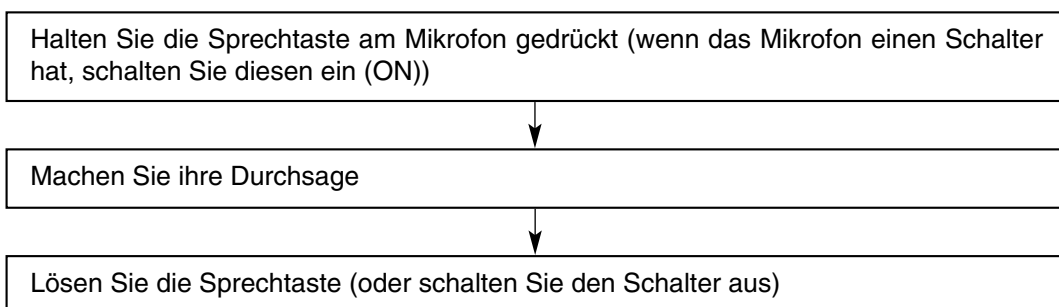 Halten Sie die Sprechtaste am Mikrofon gedrückt (wenn das Mikrofon einen Schalter
hat, schalten Sie diesen ein (ON))
Machen Sie ihre Durchsage
Lösen Sie die Sprechtaste (oder schalten Sie den Schalter aus)